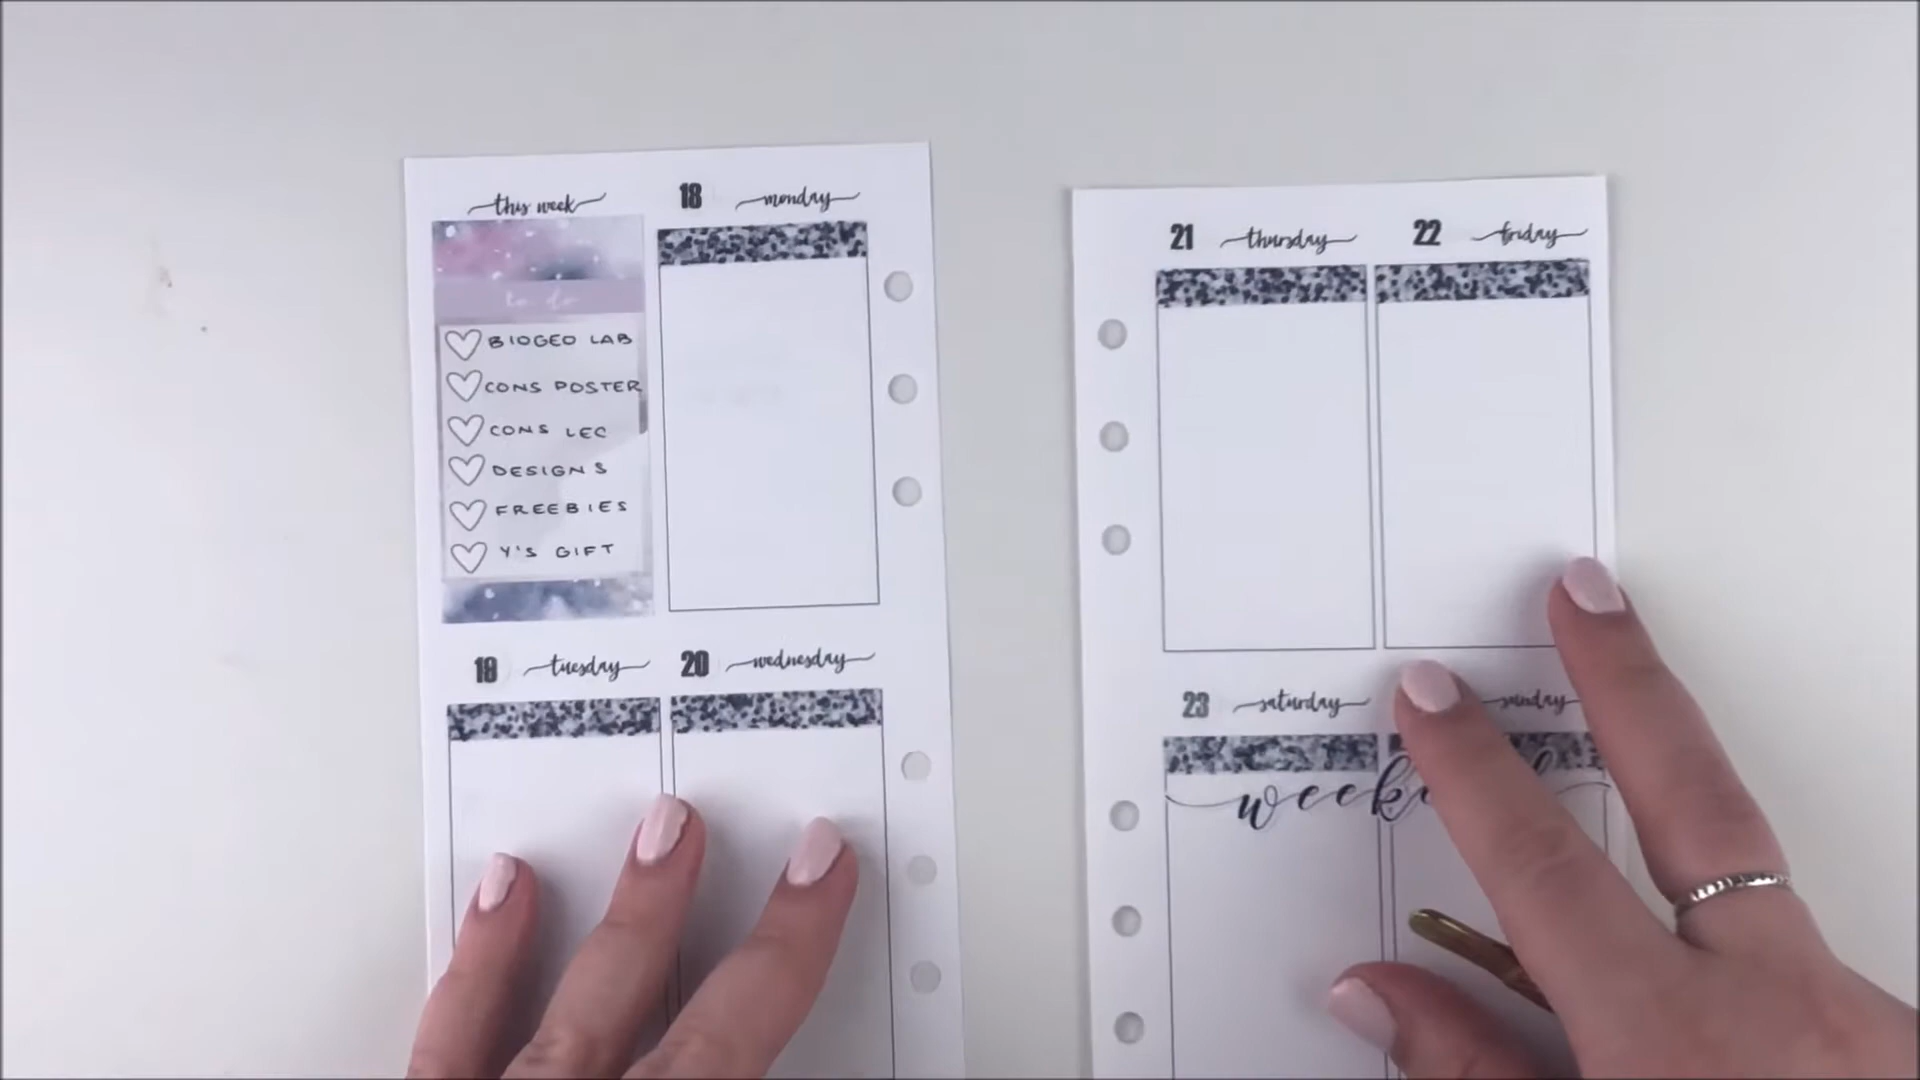 this week
to do
BIOGEO LAB
CONS POSTER
CONS LEC
DESIGNS
FREEBIES
Y'S GIFT
18 monday
19 tuesday
20 wednesday
21 thursday
22 friday
23 saturday
sunday